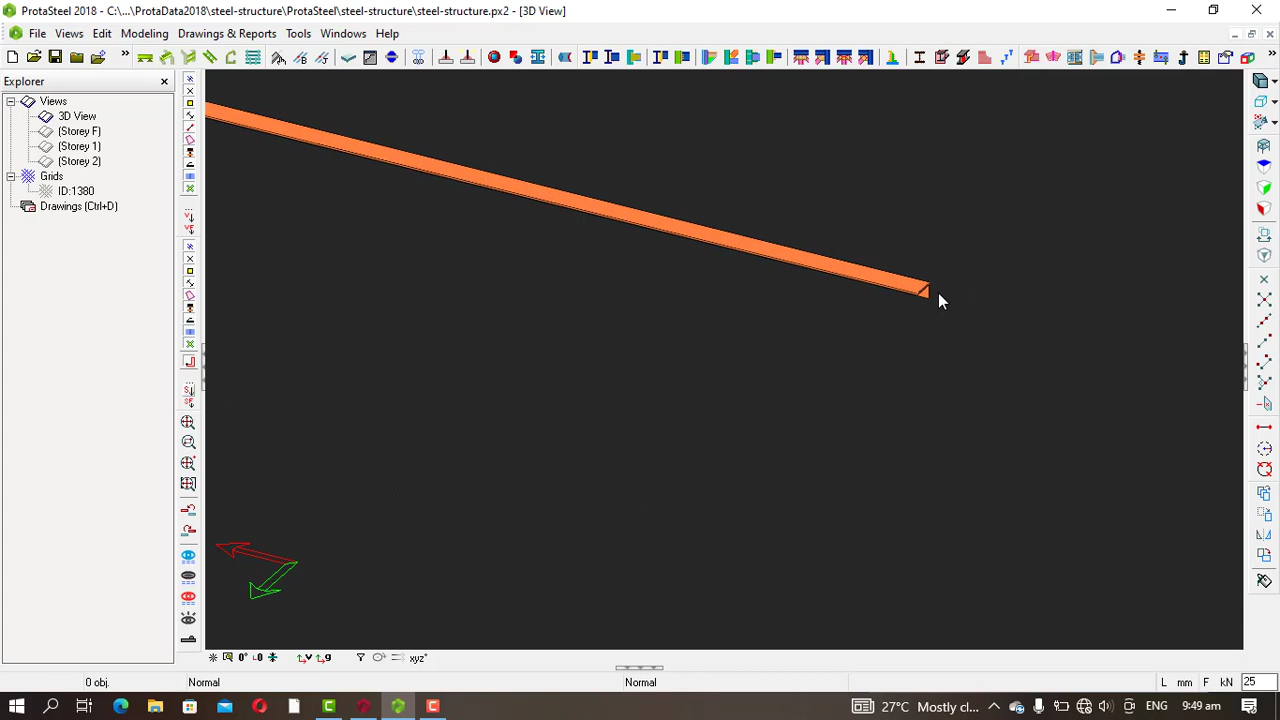 ProtaSteel 2018 - C:\...\ProtaData2018\steel-structure\ProtaSteel\steel-structure\steel-structure.px2 - [3D View]
File Views Edit Modeling Drawings & Reports Tools Windows Help
Explorer
Views
3D View
(Storey F)
(Storey 1)
(Storey 2)
Grids
ID:1380
Drawings (Ctrl+D)
xyz*
0 obj. Normal Normal L mm F kN 25
27°C Mostly cl... ENG 9:49 am